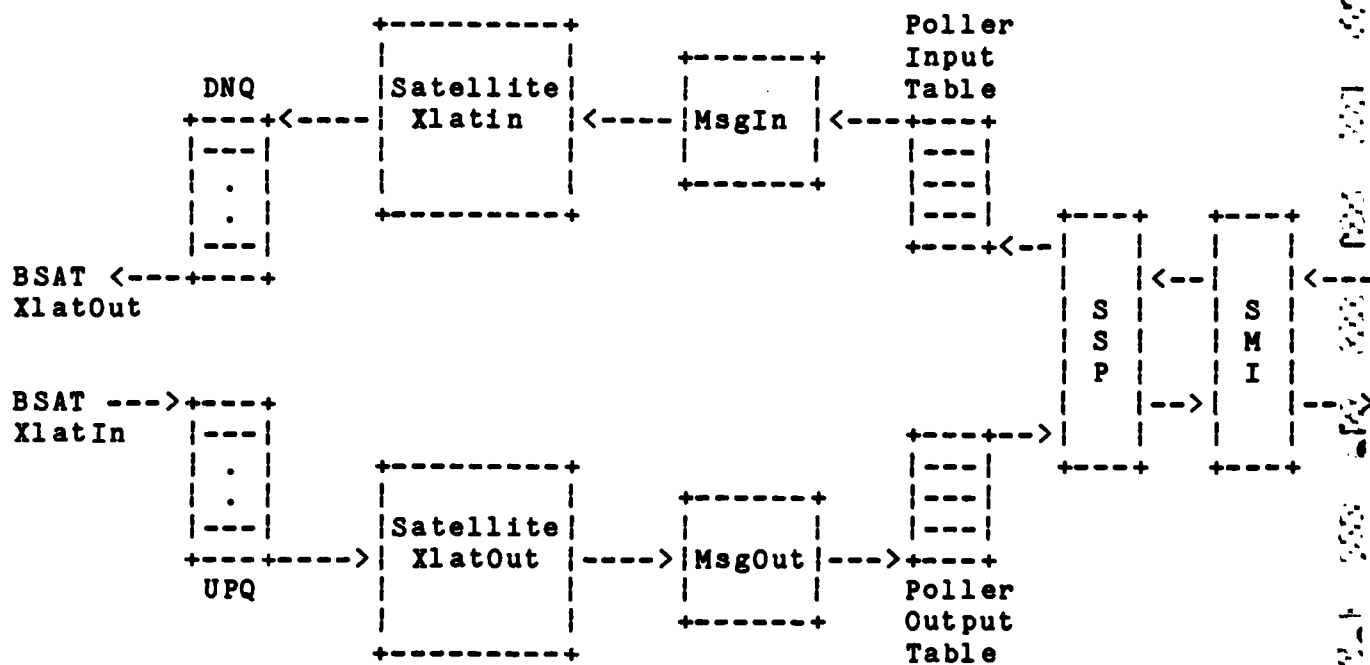 Poller
Input
Table
DNQ
Satellite
Xlatin
MsgIn
BSAT
XlatOut
S
S
P
S
M
I
BSAT
XlatIn
Satellite
XlatOut
MsgOut
UPQ
Poller
Output
Table